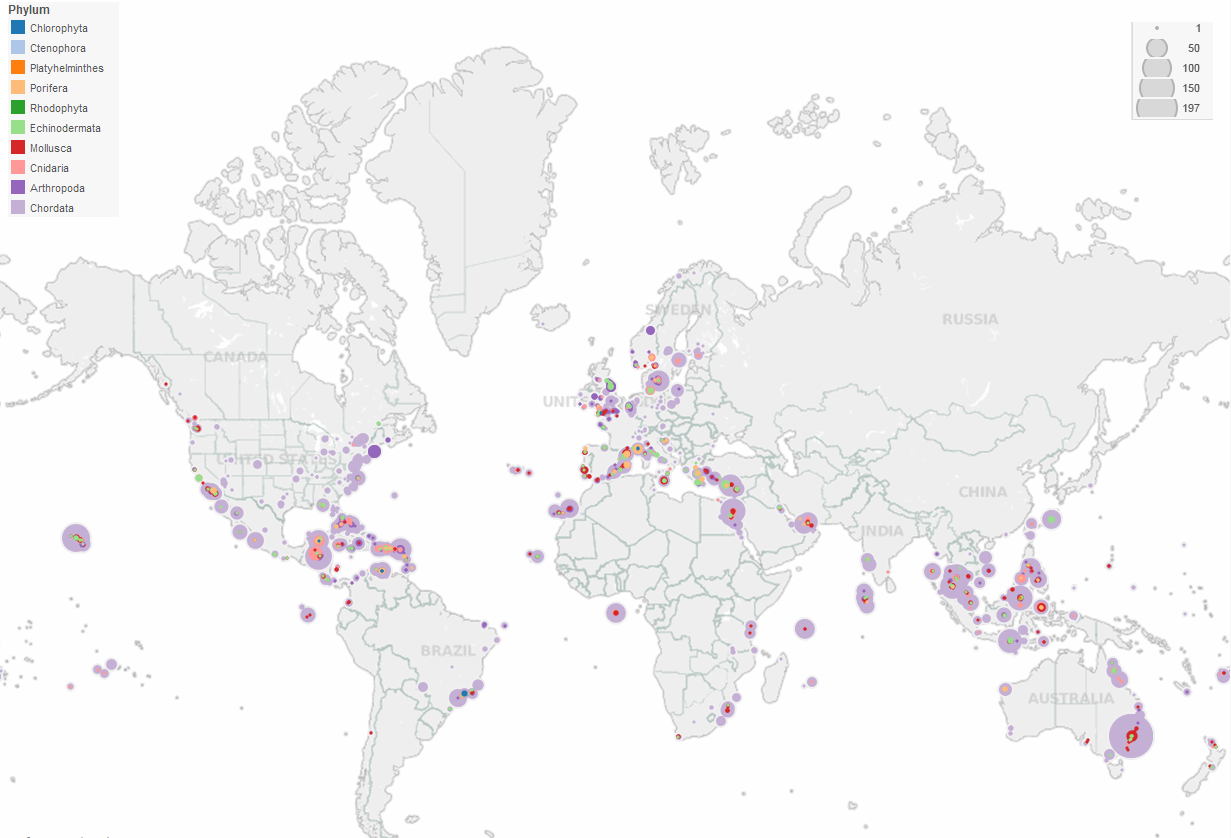 Phylum
Chlorophyta
Ctenophora
Platyhelminthes
Porifera
Rhodophyta
Echinodermata
Mollusca
Cnidaria
Arthropoda
Chordata
1
50
100
150
197
SWEDEN
RUSSIA
CANADA
UNITED
UNITED STATES
CHINA
INDIA
BRAZIL
AUSTRALIA